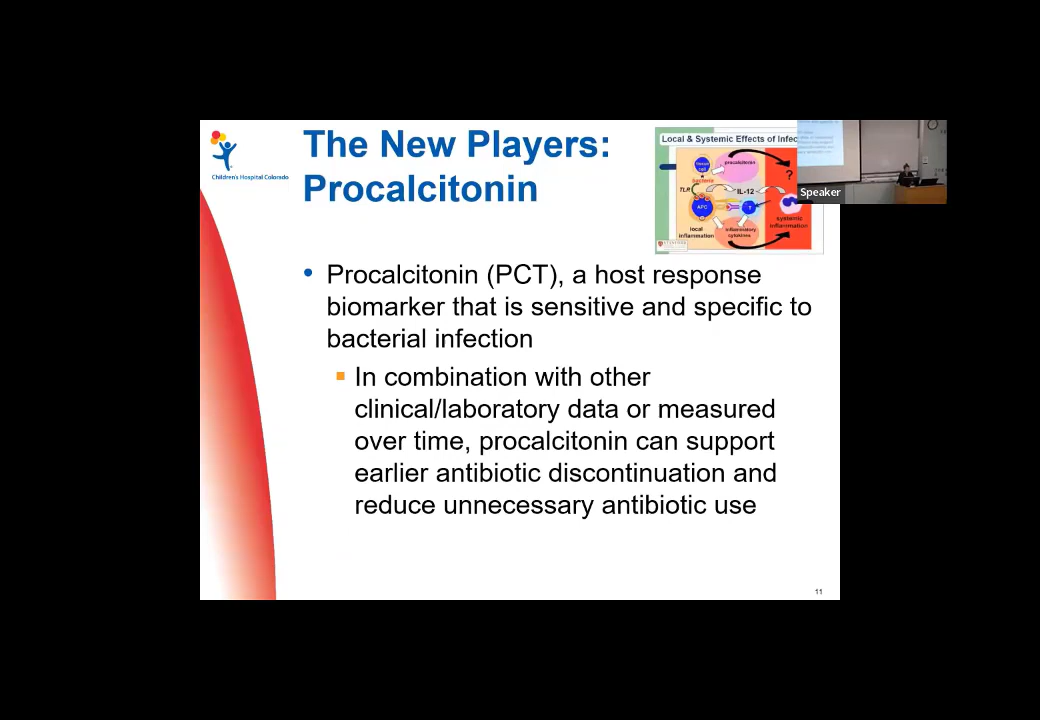 The New Players:
Procalcitonin
Children's Hospital Colorado
Local & Systemic Effects of Infec
procalcitonin
bacteria
?
TLR
IL-12
APC
T
local
inflammation
inflammatory
cytokines
systemic
inflammation
Speaker
• Procalcitonin (PCT), a host response
biomarker that is sensitive and specific to
bacterial infection
▪ In combination with other
clinical/laboratory data or measured
over time, procalcitonin can support
earlier antibiotic discontinuation and
reduce unnecessary antibiotic use
11